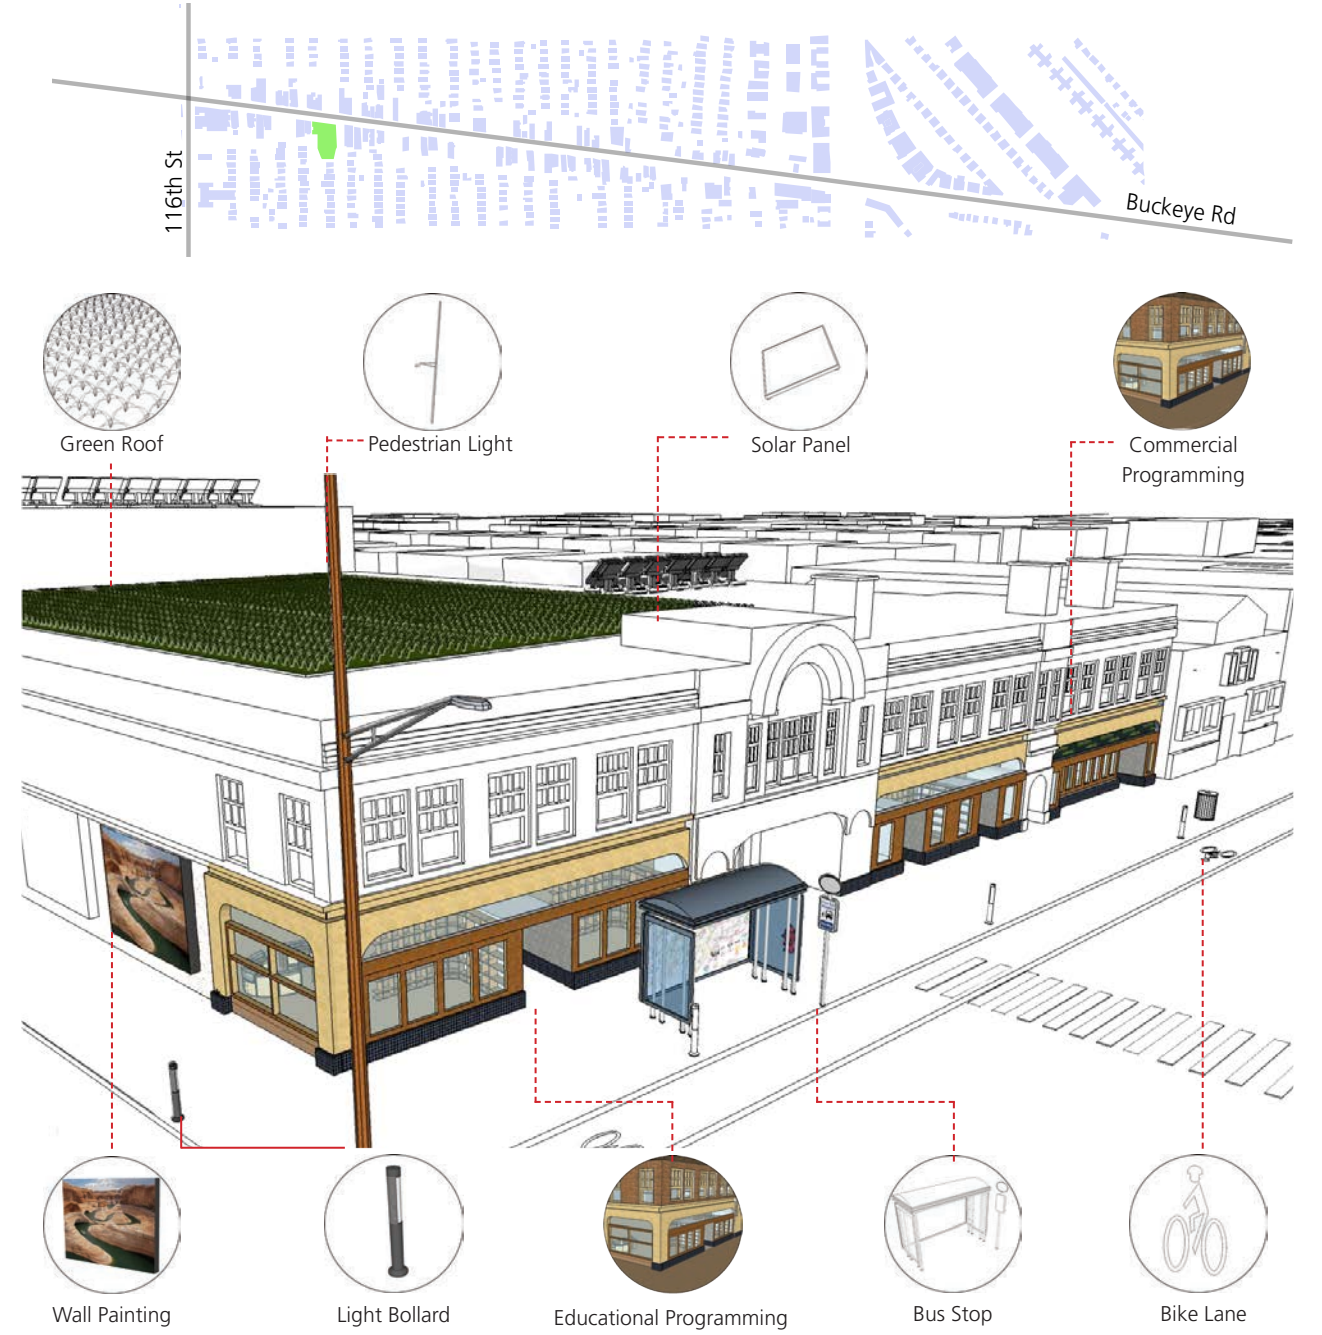 116th St
Buckeye Rd
Green Roof
Pedestrian Light
Solar Panel
Commercial
Programming
Wall Painting
Light Bollard
Educational Programming
Bus Stop
Bike Lane